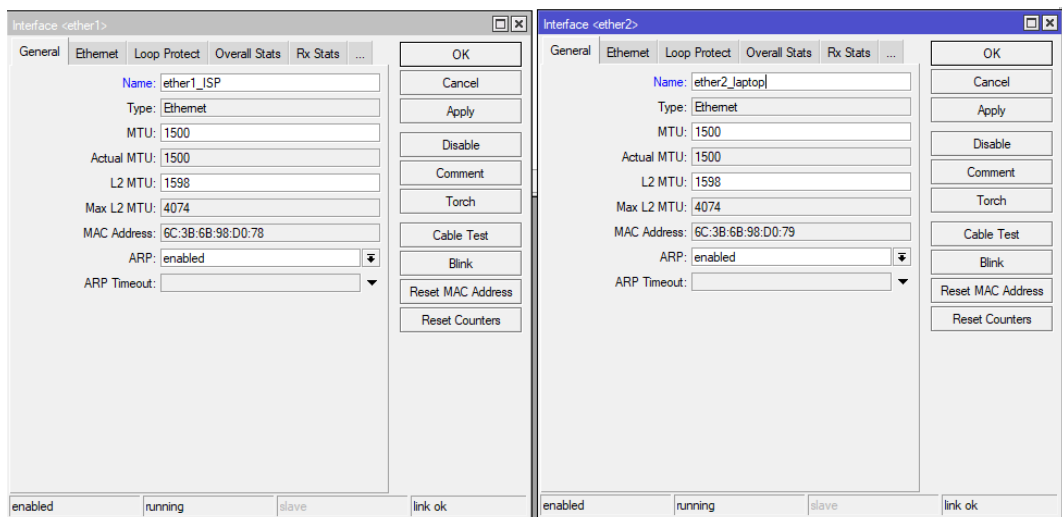 Interface <ether1>
General Ethernet Loop Protect Overall Stats Rx Stats ...
Name: ether1_ISP
Type: Ethernet
MTU: 1500
Actual MTU: 1500
L2 MTU: 1598
Max L2 MTU: 4074
MAC Address: 6C:3B:6B:98:D0:78
ARP: enabled
ARP Timeout:
OK
Cancel
Apply
Disable
Comment
Torch
Cable Test
Blink
Reset MAC Address
Reset Counters
enabled running slave link ok
Interface <ether2>
General Ethernet Loop Protect Overall Stats Rx Stats ...
Name: ether2_laptop
Type: Ethernet
MTU: 1500
Actual MTU: 1500
L2 MTU: 1598
Max L2 MTU: 4074
MAC Address: 6C:3B:6B:98:D0:79
ARP: enabled
ARP Timeout:
OK
Cancel
Apply
Disable
Comment
Torch
Cable Test
Blink
Reset MAC Address
Reset Counters
enabled running slave link ok